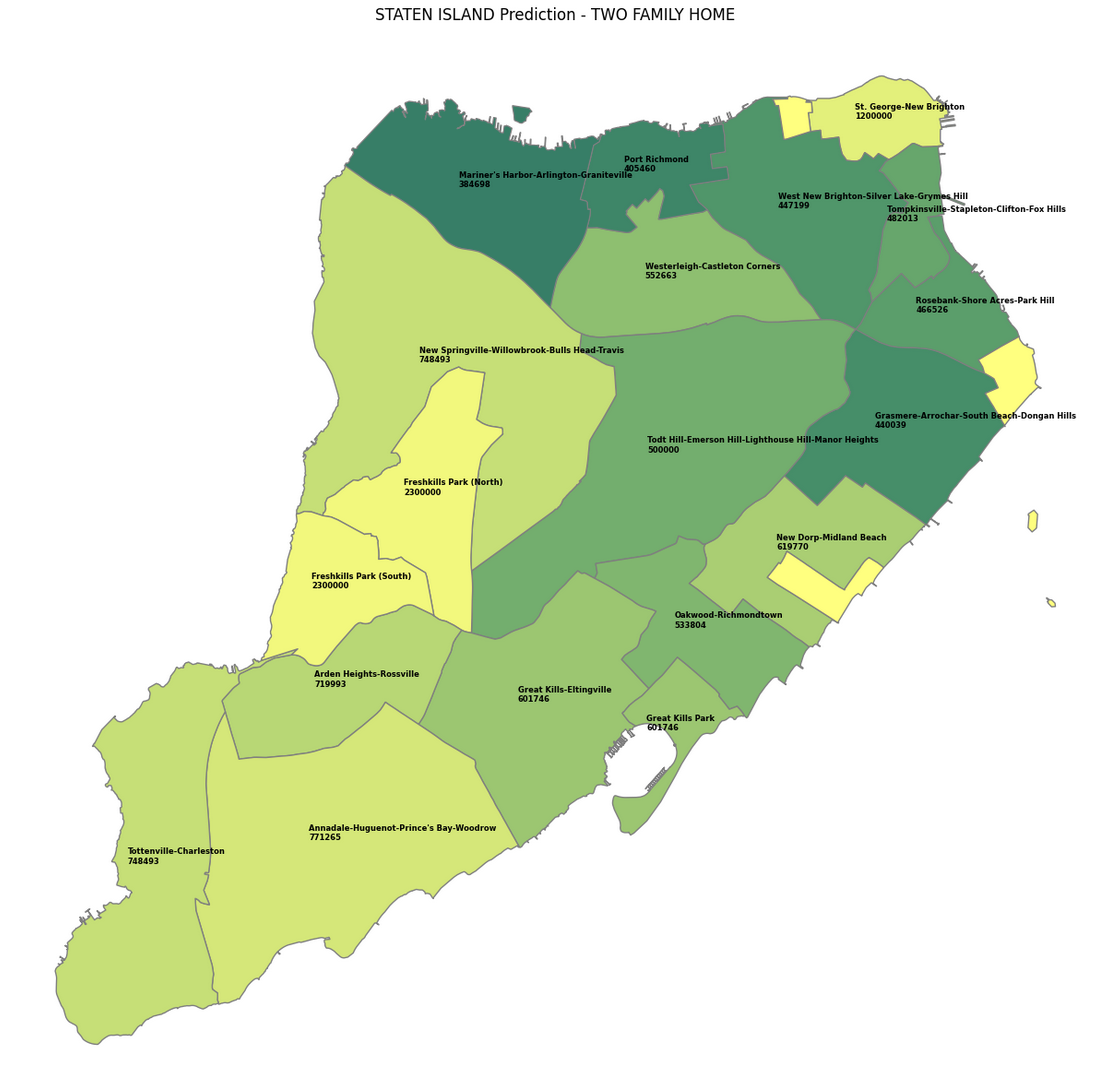 STATEN ISLAND Prediction - TWO FAMILY HOME
St. George-New Brighton
1200000
Port Richmond
405460
Mariner's Harbor-Arlington-Graniteville
384698
West New Brighton-Silver Lake-Grymes Hill
447199
Tompkinsville-Stapleton-Clifton-Fox Hills
482013
Westerleigh-Castleton Corners
552663
Rosebank-Shore Acres-Park Hill
466526
New Springville-Willowbrook-Bulls Head-Travis
748493
Grasmere-Arrochar-South Beach-Dongan Hills
440039
Todt Hill-Emerson Hill-Lighthouse Hill-Manor Heights
500000
Freshkills Park (North)
2300000
New Dorp-Midland Beach
619770
Freshkills Park (South)
2300000
Oakwood-Richmondtown
533804
Arden Heights-Rossville
719993
Great Kills-Eltingville
601746
Great Kills Park
601746
Annadale-Huguenot-Prince's Bay-Woodrow
771265
Tottenville-Charleston
748493